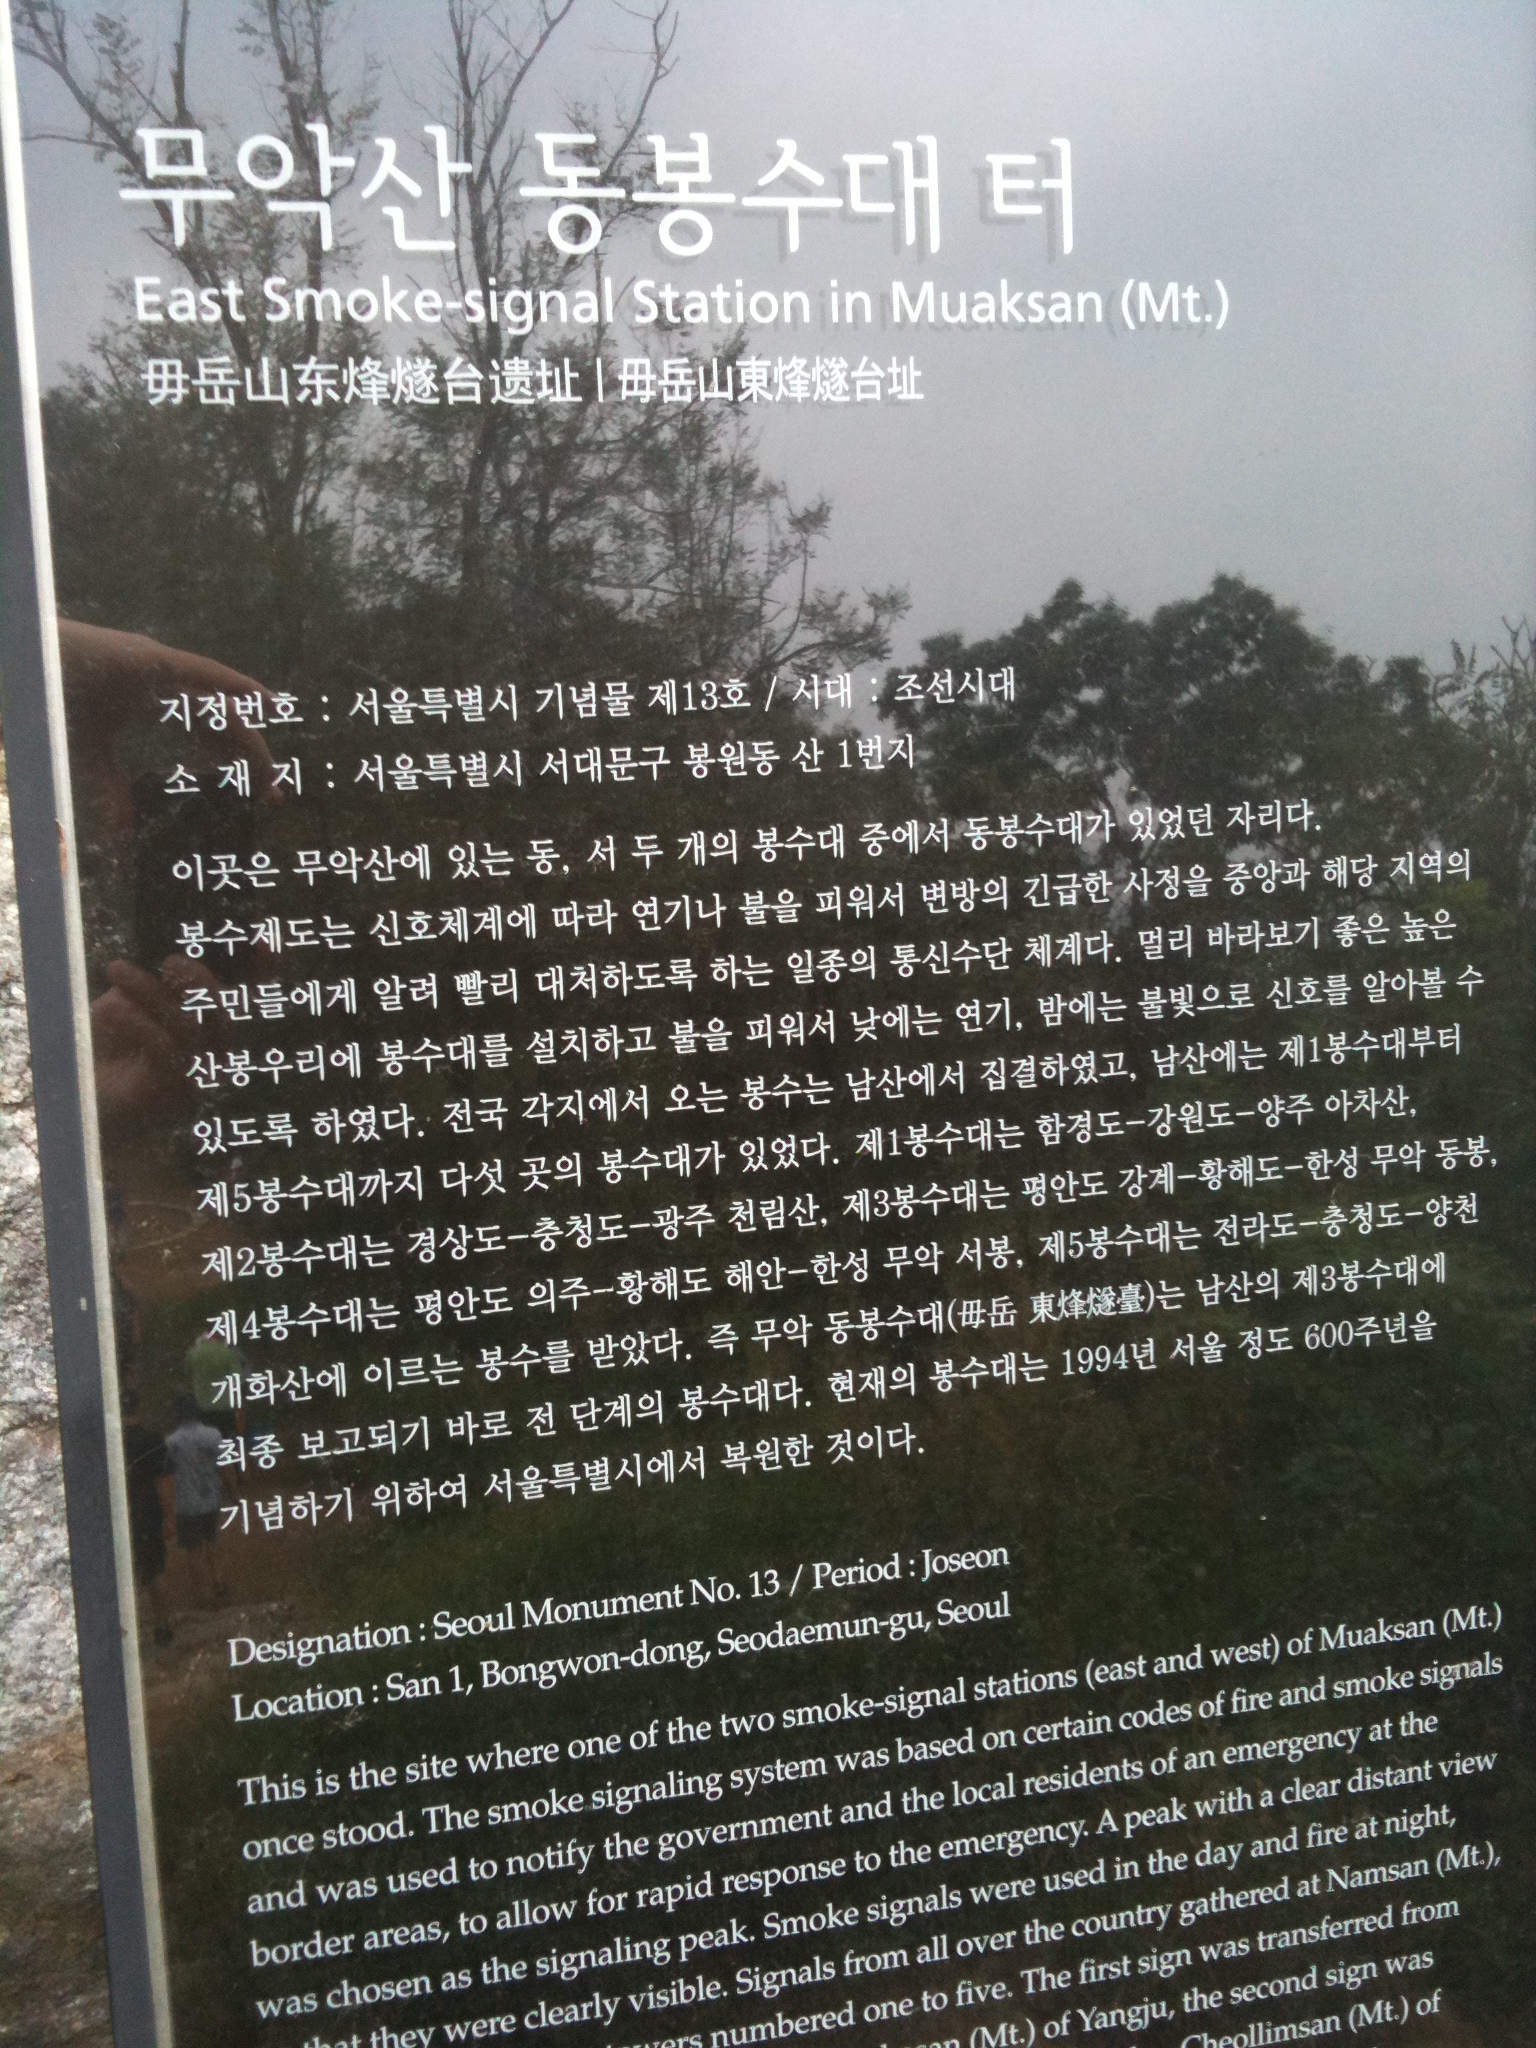 무악산 동봉수대 터
East Smoke-signal Station in Muaksan (Mt.)
毋岳山东烽燧台遗址 | 毋岳山東烽燧台址
지정번호 : 서울특별시 기념물 제13호 / 시대 : 조선시대
소 재 지 : 서울특별시 서대문구 봉원동 산 1번지
이곳은 무악산에 있는 동, 서 두 개의 봉수대 중에서 동봉수대가 있었던 자리다.
봉수제도는 신호체계에 따라 연기나 불을 피워서 변방의 긴급한 사정을 중앙과 해당 지역의
주민들에게 알려 빨리 대처하도록 하는 일종의 통신수단 체계다. 멀리 바라보기 좋은 높은
산봉우리에 봉수대를 설치하고 불을 피워서 낮에는 연기, 밤에는 불빛으로 신호를 알아볼 수
있도록 하였다. 전국 각지에서 오는 봉수는 남산에서 집결하였고, 남산에는 제1봉수대부터
제5봉수대까지 다섯 곳의 봉수대가 있었다. 제1봉수대는 함경도-강원도-양주 아차산,
제2봉수대는 경상도-충청도-광주 천림산, 제3봉수대는 평안도 강계-황해도-한성 무악 동봉,
제4봉수대는 평안도 의주-황해도 해안-한성 무악 서봉, 제5봉수대는 전라도-충청도-양천
개화산에 이르는 봉수를 받았다. 즉 무악 동봉수대(毋岳 東烽燧臺)는 남산의 제3봉수대에
최종 보고되기 바로 전 단계의 봉수대다. 현재의 봉수대는 1994년 서울 정도 600주년을
기념하기 위하여 서울특별시에서 복원한 것이다.
Designation : Seoul Monument No. 13 / Period : Joseon
Location : San 1, Bongwon-dong, Seodaemun-gu, Seoul
This is the site where one of the two smoke-signal stations (east and west) of Muaksan (Mt.)
once stood. The smoke signaling system was based on certain codes of fire and smoke signals
and was used to notify the government and the local residents of an emergency at the
border areas, to allow for rapid response to the emergency. A peak with a clear distant view
was chosen as the signaling peak. Smoke signals were used in the day and fire at night,
that they were clearly visible. Signals from all over the country gathered at Namsan (Mt.),
numbered one to five. The first sign was transferred from
(Mt.) of Yangju, the second sign was
Cheollimsan (Mt.) of